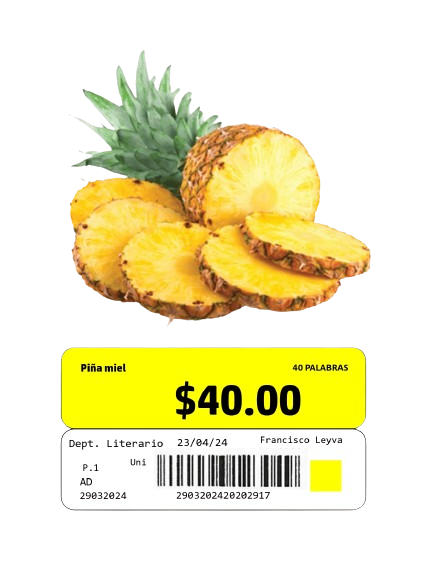 Piña miel 40 PALABRAS
$40.00
Dept. Literario 23/04/24 Francisco Leyva
P.1 Uni
AD
29032024 2903202420202917